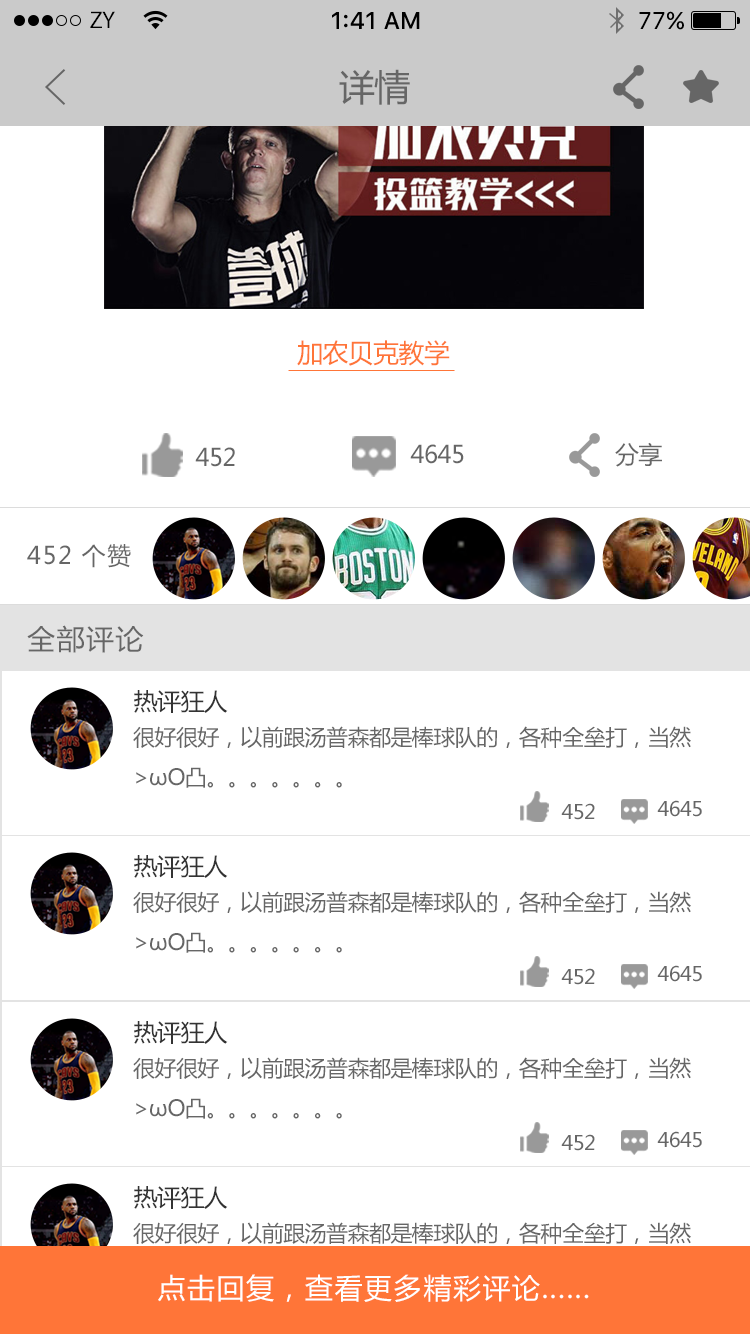 ZY 1:41 AM 77%
详情
加农贝克
投篮教学<<<
壹球
加农贝克教学
452 4645 分享
452 个赞
CAVS
23
BOSTON
VELAND
全部评论
热评狂人
很好很好，以前跟汤普森都是棒球队的，各种全垒打，当然
>ωO凸。。。。。。。
452 4645
热评狂人
很好很好，以前跟汤普森都是棒球队的，各种全垒打，当然
>ωO凸。。。。。。。
452 4645
热评狂人
很好很好，以前跟汤普森都是棒球队的，各种全垒打，当然
>ωO凸。。。。。。。
452 4645
热评狂人
很好很好，以前跟汤普森都是棒球队的，各种全垒打，当然
点击回复，查看更多精彩评论......